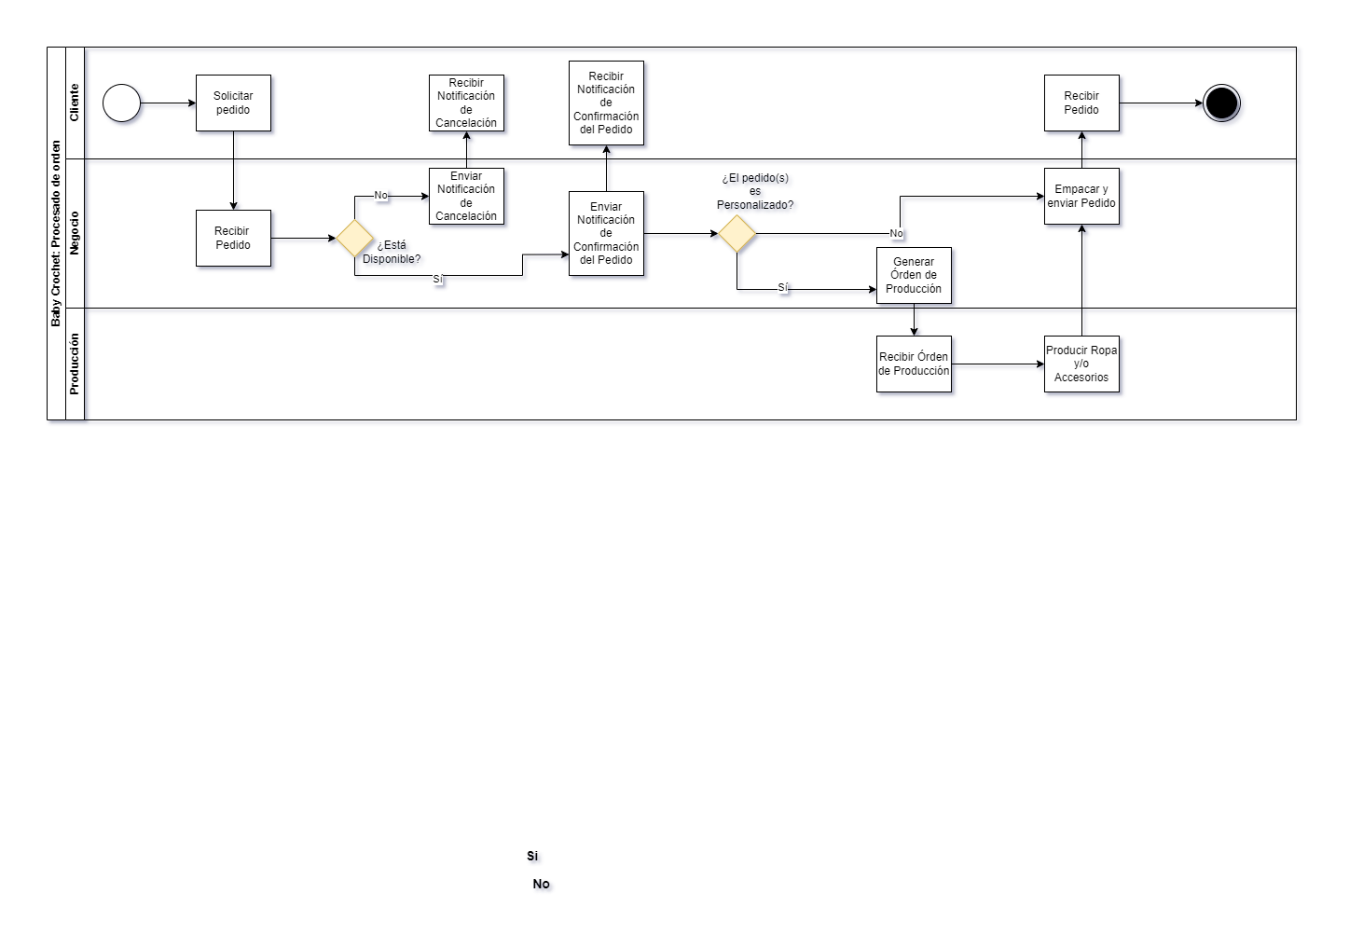 Baby Crochet: Procesado de orden
Cliente
Negocio
Producción
Solicitar
pedido
Recibir
Notificación
de
Cancelación
Recibir
Notificación
de
Confirmación
del Pedido
Recibir
Pedido
Recibir
Pedido
¿Está
Disponible?
No
Sí
Enviar
Notificación
de
Cancelación
Enviar
Notificación
de
Confirmación
del Pedido
¿El pedido(s)
es
Personalizado?
No
Sí
Generar
Órden de
Producción
Empacar y
enviar Pedido
Recibir Órden
de Producción
Producir Ropa
y/o
Accesorios
Si
No